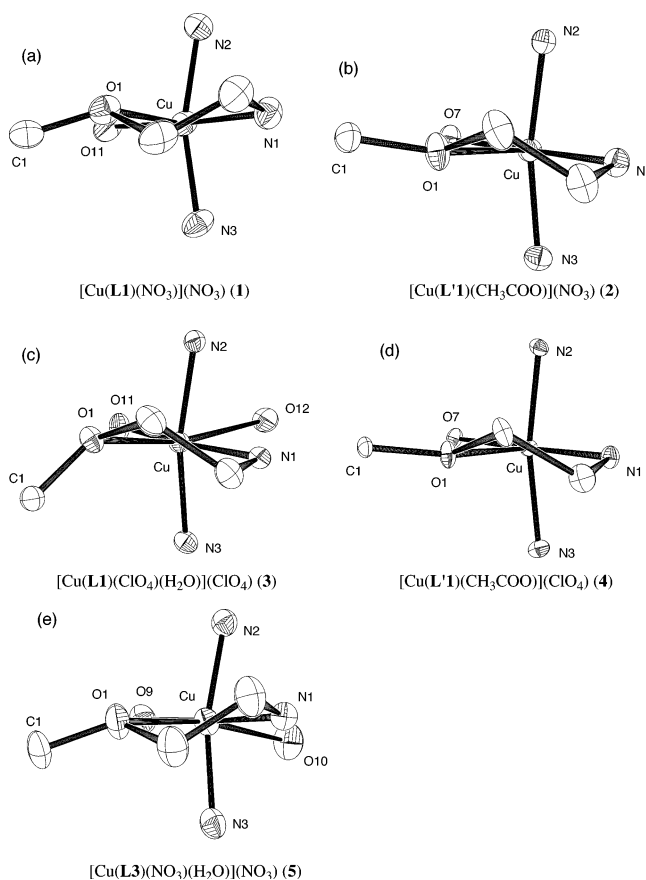 (a)
N2
O1
Cu
C1
O11
N1
N3
[Cu(L1)(NO₃)](NO₃) (1)
(b)
N2
O7
C1
O1
Cu
N
N3
[Cu(L'1)(CH₃COO)](NO₃) (2)
(c)
N2
O1
O11
O12
C1
Cu
N1
N3
[Cu(L1)(ClO₄)(H₂O)](ClO₄) (3)
(d)
N2
O7
C1
O1
Cu
N1
N3
[Cu(L'1)(CH₃COO)](ClO₄) (4)
(e)
N2
O1
O9
Cu
N1
C1
O10
N3
[Cu(L3)(NO₃)(H₂O)](NO₃) (5)